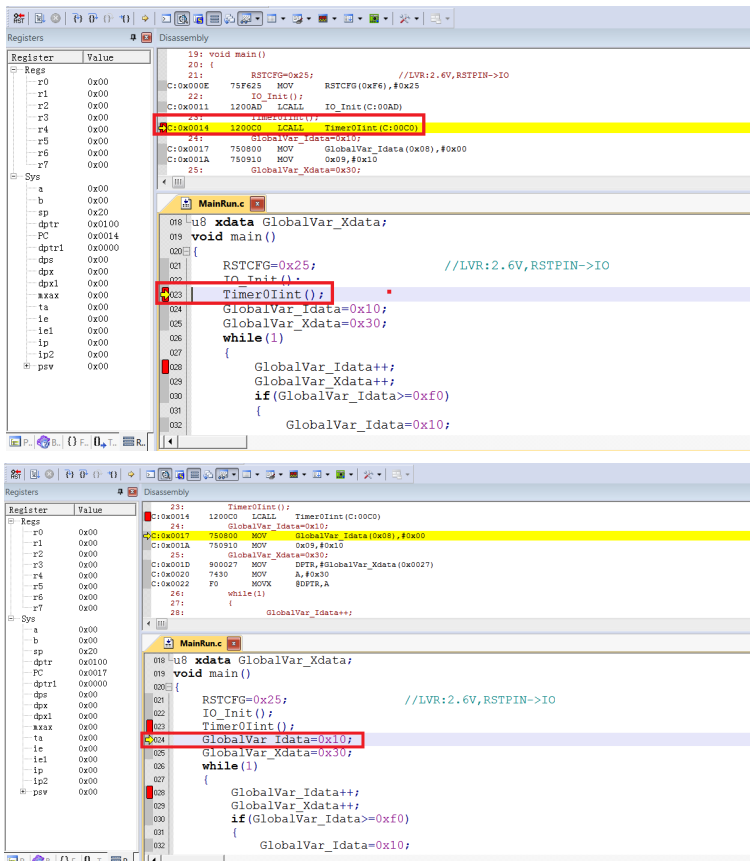 Registers
Register Value
Regs
r0 0x00
r1 0x00
r2 0x00
r3 0x00
r4 0x00
r5 0x00
r6 0x00
r7 0x00
Sys
a 0x00
b 0x00
sp 0x20
dptr 0x0100
PC 0x0014
dptr1 0x0000
dps 0x00
dpx 0x00
dpx1 0x00
mxax 0x00
ta 0x00
ie 0x00
ie1 0x00
ip 0x00
ip2 0x00
psw 0x00
Disassembly
19: void main()
20: {
21: RSTCFG=0x25; //LVR:2.6V,RSTPIN->IO
C:0x000E 75F625 MOV RSTCFG(0xF6),#0x25
22: IO_Init();
C:0x0011 1200AD LCALL IO_Init(C:00AD)
23: Timer0Iint();
C:0x0014 1200C0 LCALL Timer0Iint(C:00C0)
24: GlobalVar_Idata=0x10;
C:0x0017 750800 MOV GlobalVar_Idata(0x08),#0x00
C:0x001A 750910 MOV 0x09,#0x10
25: GlobalVar_Xdata=0x30;
MainRun.c
018 u8 xdata GlobalVar_Xdata;
019 void main()
020 {
021 RSTCFG=0x25; //LVR:2.6V,RSTPIN->IO
022 IO_Init();
023 Timer0Iint();
024 GlobalVar_Idata=0x10;
025 GlobalVar_Xdata=0x30;
026 while(1)
027 {
028 GlobalVar_Idata++;
029 GlobalVar_Xdata++;
030 if(GlobalVar_Idata>=0xf0)
031 {
032 GlobalVar_Idata=0x10;
P.. B.. {} F.. T.. R..
Registers
Register Value
Regs
r0 0x00
r1 0x00
r2 0x00
r3 0x00
r4 0x00
r5 0x00
r6 0x00
r7 0x00
Sys
a 0x00
b 0x00
sp 0x20
dptr 0x0100
PC 0x0017
dptr1 0x0000
dps 0x00
dpx 0x00
dpx1 0x00
mxax 0x00
ta 0x00
ie 0x00
ie1 0x00
ip 0x00
ip2 0x00
psw 0x00
Disassembly
23: Timer0Iint();
C:0x0014 1200C0 LCALL Timer0Iint(C:00C0)
24: GlobalVar_Idata=0x10;
C:0x0017 750800 MOV GlobalVar_Idata(0x08),#0x00
C:0x001A 750910 MOV 0x09,#0x10
25: GlobalVar_Xdata=0x30;
C:0x001D 900027 MOV DPTR,#GlobalVar_Xdata(0x0027)
C:0x0020 7430 MOV A,#0x30
C:0x0022 F0 MOVX @DPTR,A
26: while(1)
27: {
28: GlobalVar_Idata++;
MainRun.c
018 u8 xdata GlobalVar_Xdata;
019 void main()
020 {
021 RSTCFG=0x25; //LVR:2.6V,RSTPIN->IO
022 IO_Init();
023 Timer0Iint();
024 GlobalVar_Idata=0x10;
025 GlobalVar_Xdata=0x30;
026 while(1)
027 {
028 GlobalVar_Idata++;
029 GlobalVar_Xdata++;
030 if(GlobalVar_Idata>=0xf0)
031 {
032 GlobalVar_Idata=0x10;